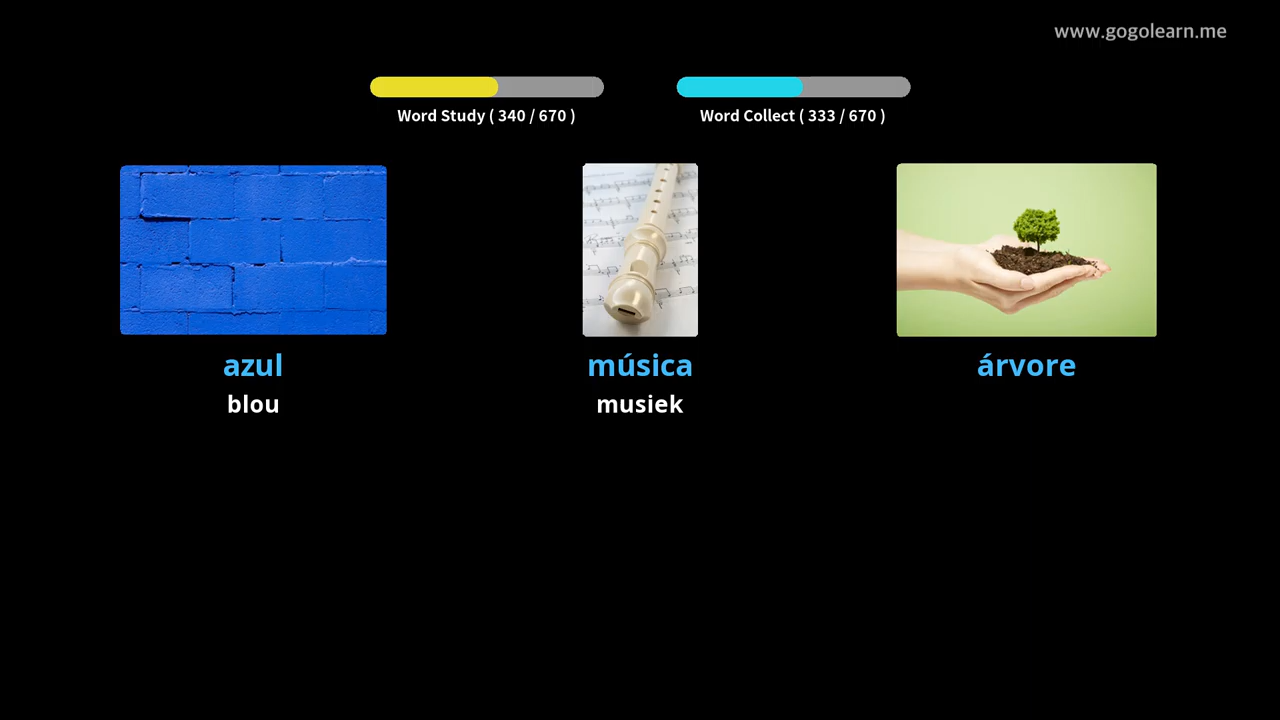 www.gogolearn.me
Word Study ( 340 / 670 )
Word Collect ( 333 / 670 )
azul
blou
música
musiek
árvore